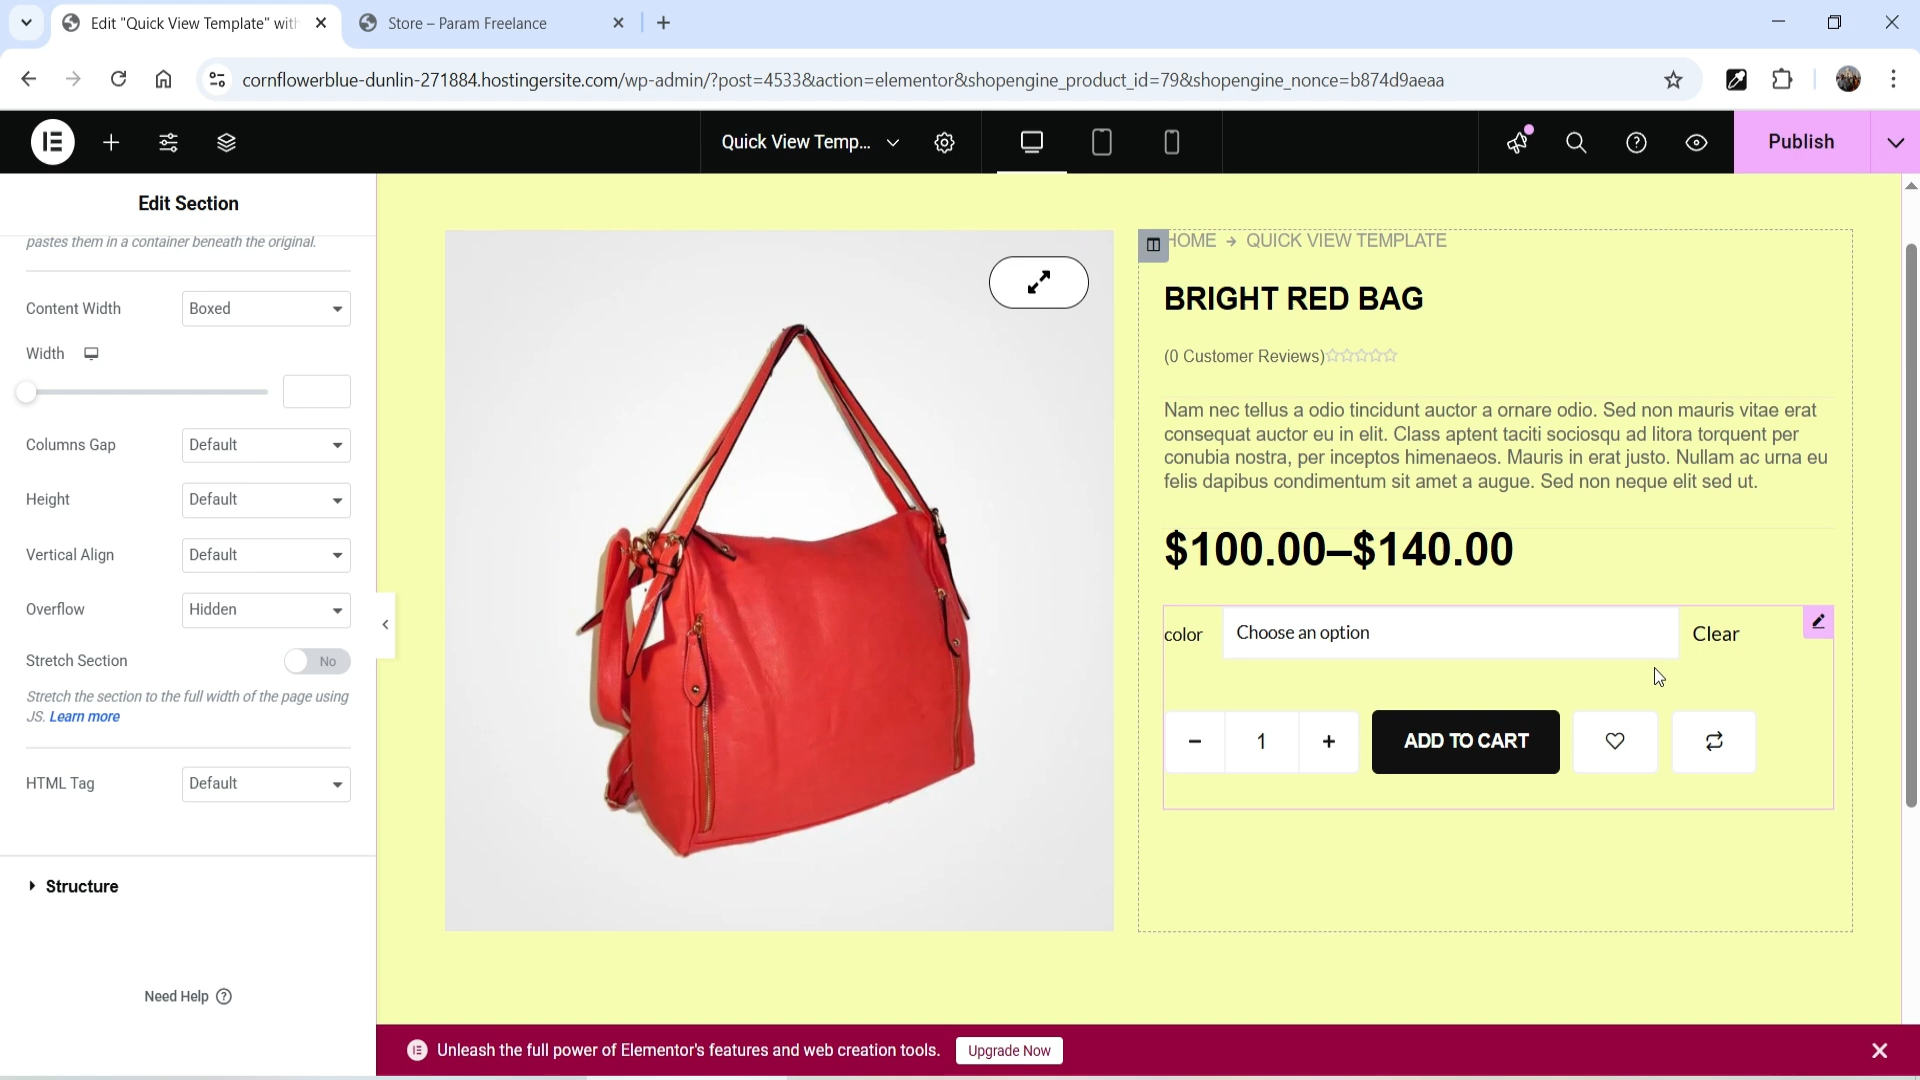 Edit "Quick View Template" with
Store – Param Freelance
cornflowerblue-dunlin-271884.hostingersite.com/wp-admin/?post=4533&action=elementor&shopengine_product_id=79&shopengine_nonce=b874d9aeaa
Quick View Temp...
Publish
Edit Section
pastes them in a container beneath the original.
Content Width
Boxed
Width
Columns Gap
Default
Height
Default
Vertical Align
Default
Overflow
Hidden
Stretch Section
No
Stretch the section to the full width of the page using
JS. Learn more
HTML Tag
Default
Structure
Need Help
HOME → QUICK VIEW TEMPLATE
BRIGHT RED BAG
(0 Customer Reviews)
Nam nec tellus a odio tincidunt auctor a ornare odio. Sed non mauris vitae erat
consequat auctor eu in elit. Class aptent taciti sociosqu ad litora torquent per
conubia nostra, per inceptos himenaeos. Mauris in erat justo. Nullam ac urna eu
felis dapibus condimentum sit amet a augue. Sed non neque elit sed ut.
$100.00–$140.00
color
Choose an option
Clear
− 1 +
ADD TO CART
Unleash the full power of Elementor's features and web creation tools.
Upgrade Now